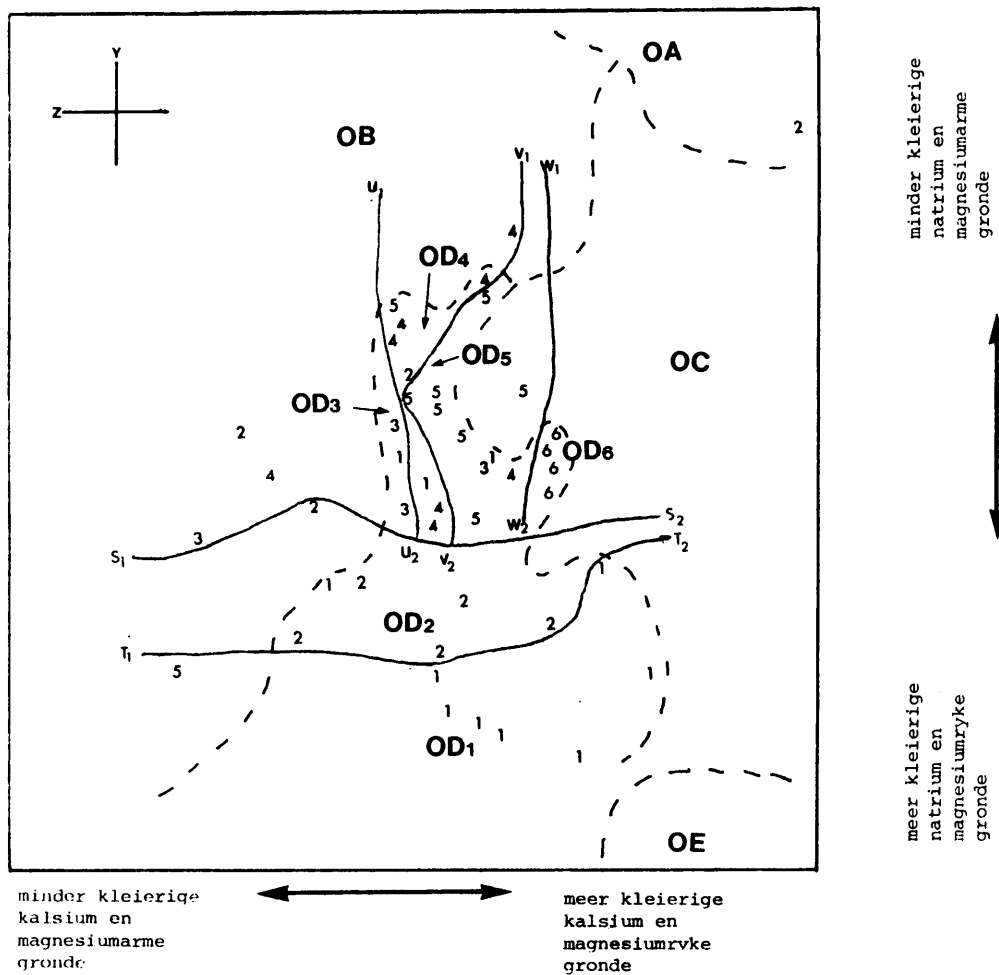 OA
Y
Z
2
OB
V1
W1
U1
4
OD4
4
5
5
4
4
OD5
OC
2
5
OD3
5
5
5
3
2
5
6
1
1
3
4
6
OD6
6
6
4
1
4
2
3
4
5
W2
S2
3
S1
U2
V2
T2
1
1
2
2
OD2
2
2
T1
2
5
1
1
1
1
1
OD1
1
OE
minder kleierige
natrium en
magnesiumarme
gronde
meer kleierige
natrium en
magnesiumryke
gronde
minder kleierige
kalsium en
magnesiumarme
gronde
meer kleierige
kalsium en
magnesiumryke
gronde